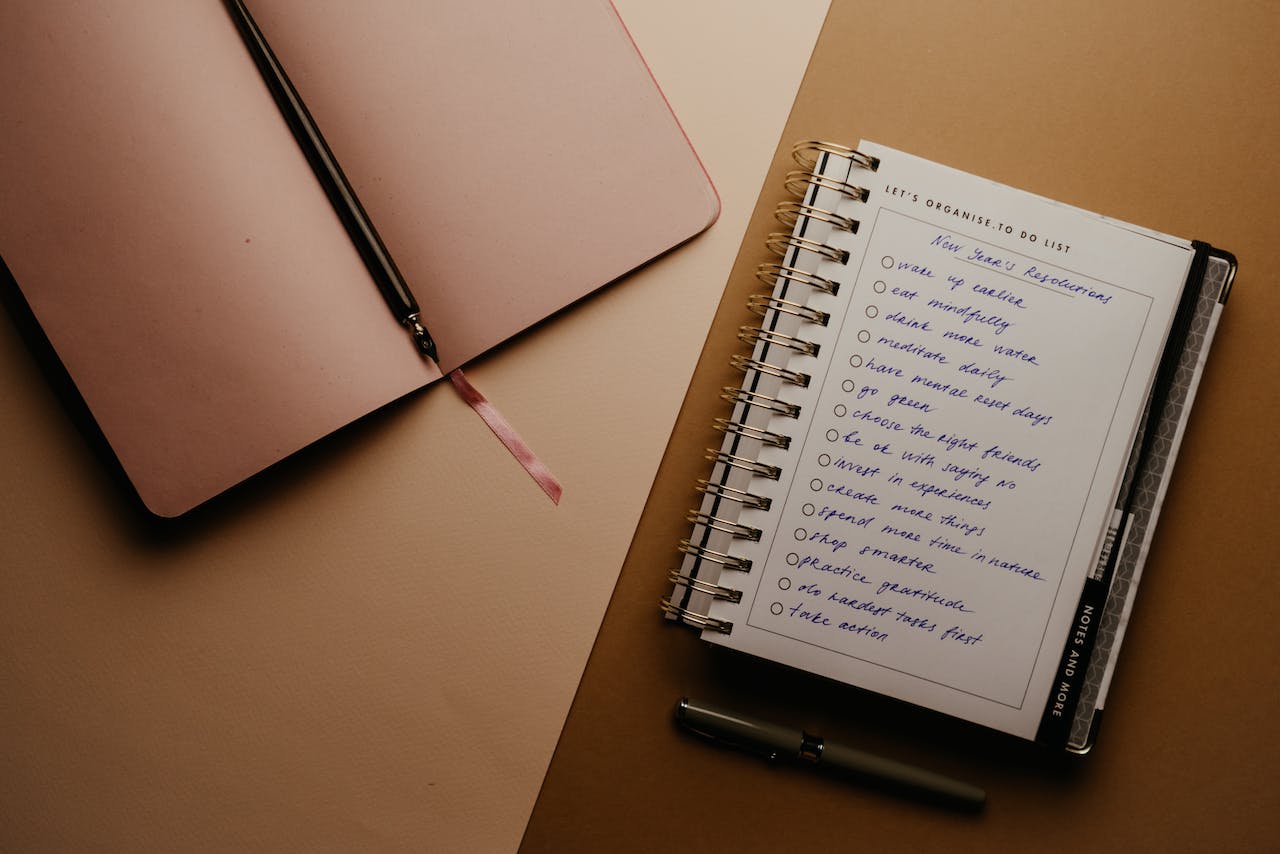 LET'S ORGANISE.TO DO LIST
New Year's Resolutions
wake up earlier
eat mindfully
drink more water
meditate daily
have mental reset days
go green
choose the right friends
be ok with saying NO
invest in experiences
create more things
spend more time in nature
shop smarter
practice gratitude
do hardest tasks first
take action
NOTES AND MORE